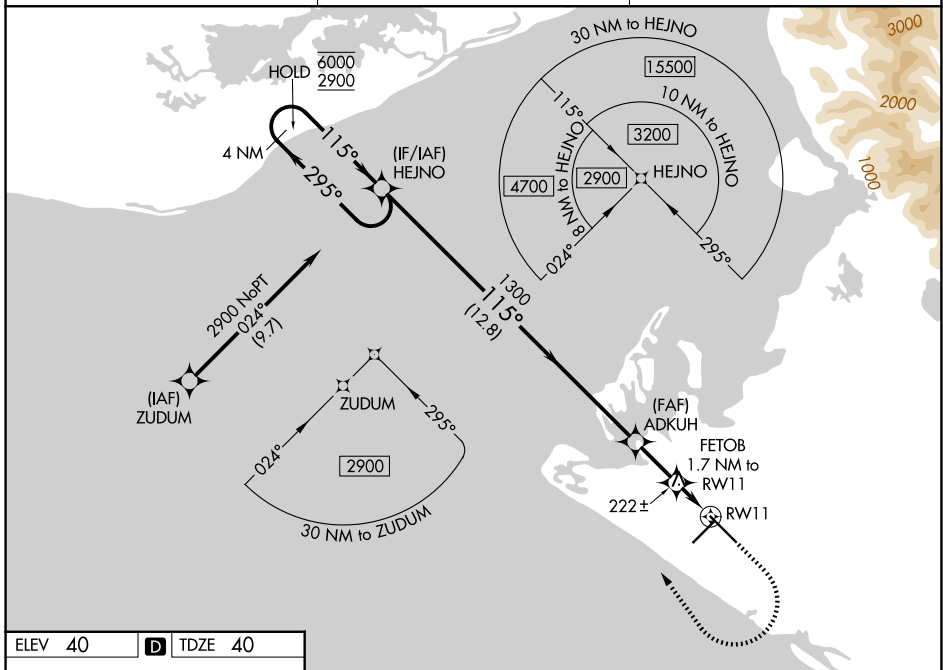 30 NM to HEJNO
3000
HOLD
6000
2900
15500
115°
10 NM to HEJNO
2000
4 NM
115°
(IF/IAF)
HEJNO
3200
1000
295°
4700
8 NM to HEJNO
2900
HEJNO
024°
295°
2900 NoPT
024°
(9.7)
1300
115°
(12.8)
(IAF)
ZUDUM
ZUDUM
295°
(FAF)
ADKUH
024°
2900
FETOB
1.7 NM to
RW11
222±
RW11
30 NM to ZUDUM
ELEV 40
D
TDZE 40